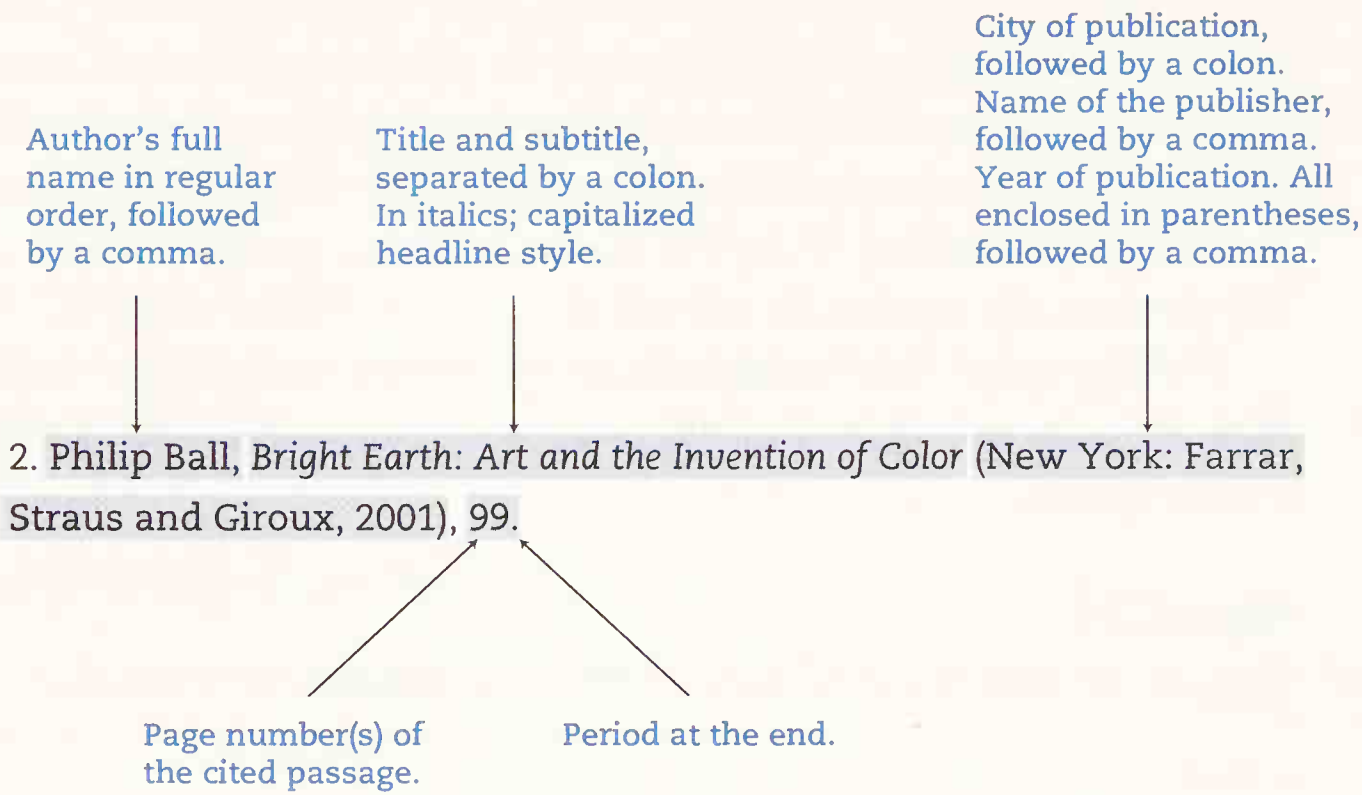 Author's full
name in regular
order, followed
by a comma.
Title and subtitle,
separated by a colon.
In italics; capitalized
headline style.
City of publication,
followed by a colon.
Name of the publisher,
followed by a comma.
Year of publication. All
enclosed in parentheses,
followed by a comma.
2. Philip Ball, Bright Earth: Art and the Invention of Color (New York: Farrar,
Straus and Giroux, 2001), 99.
Page number(s) of
the cited passage.
Period at the end.